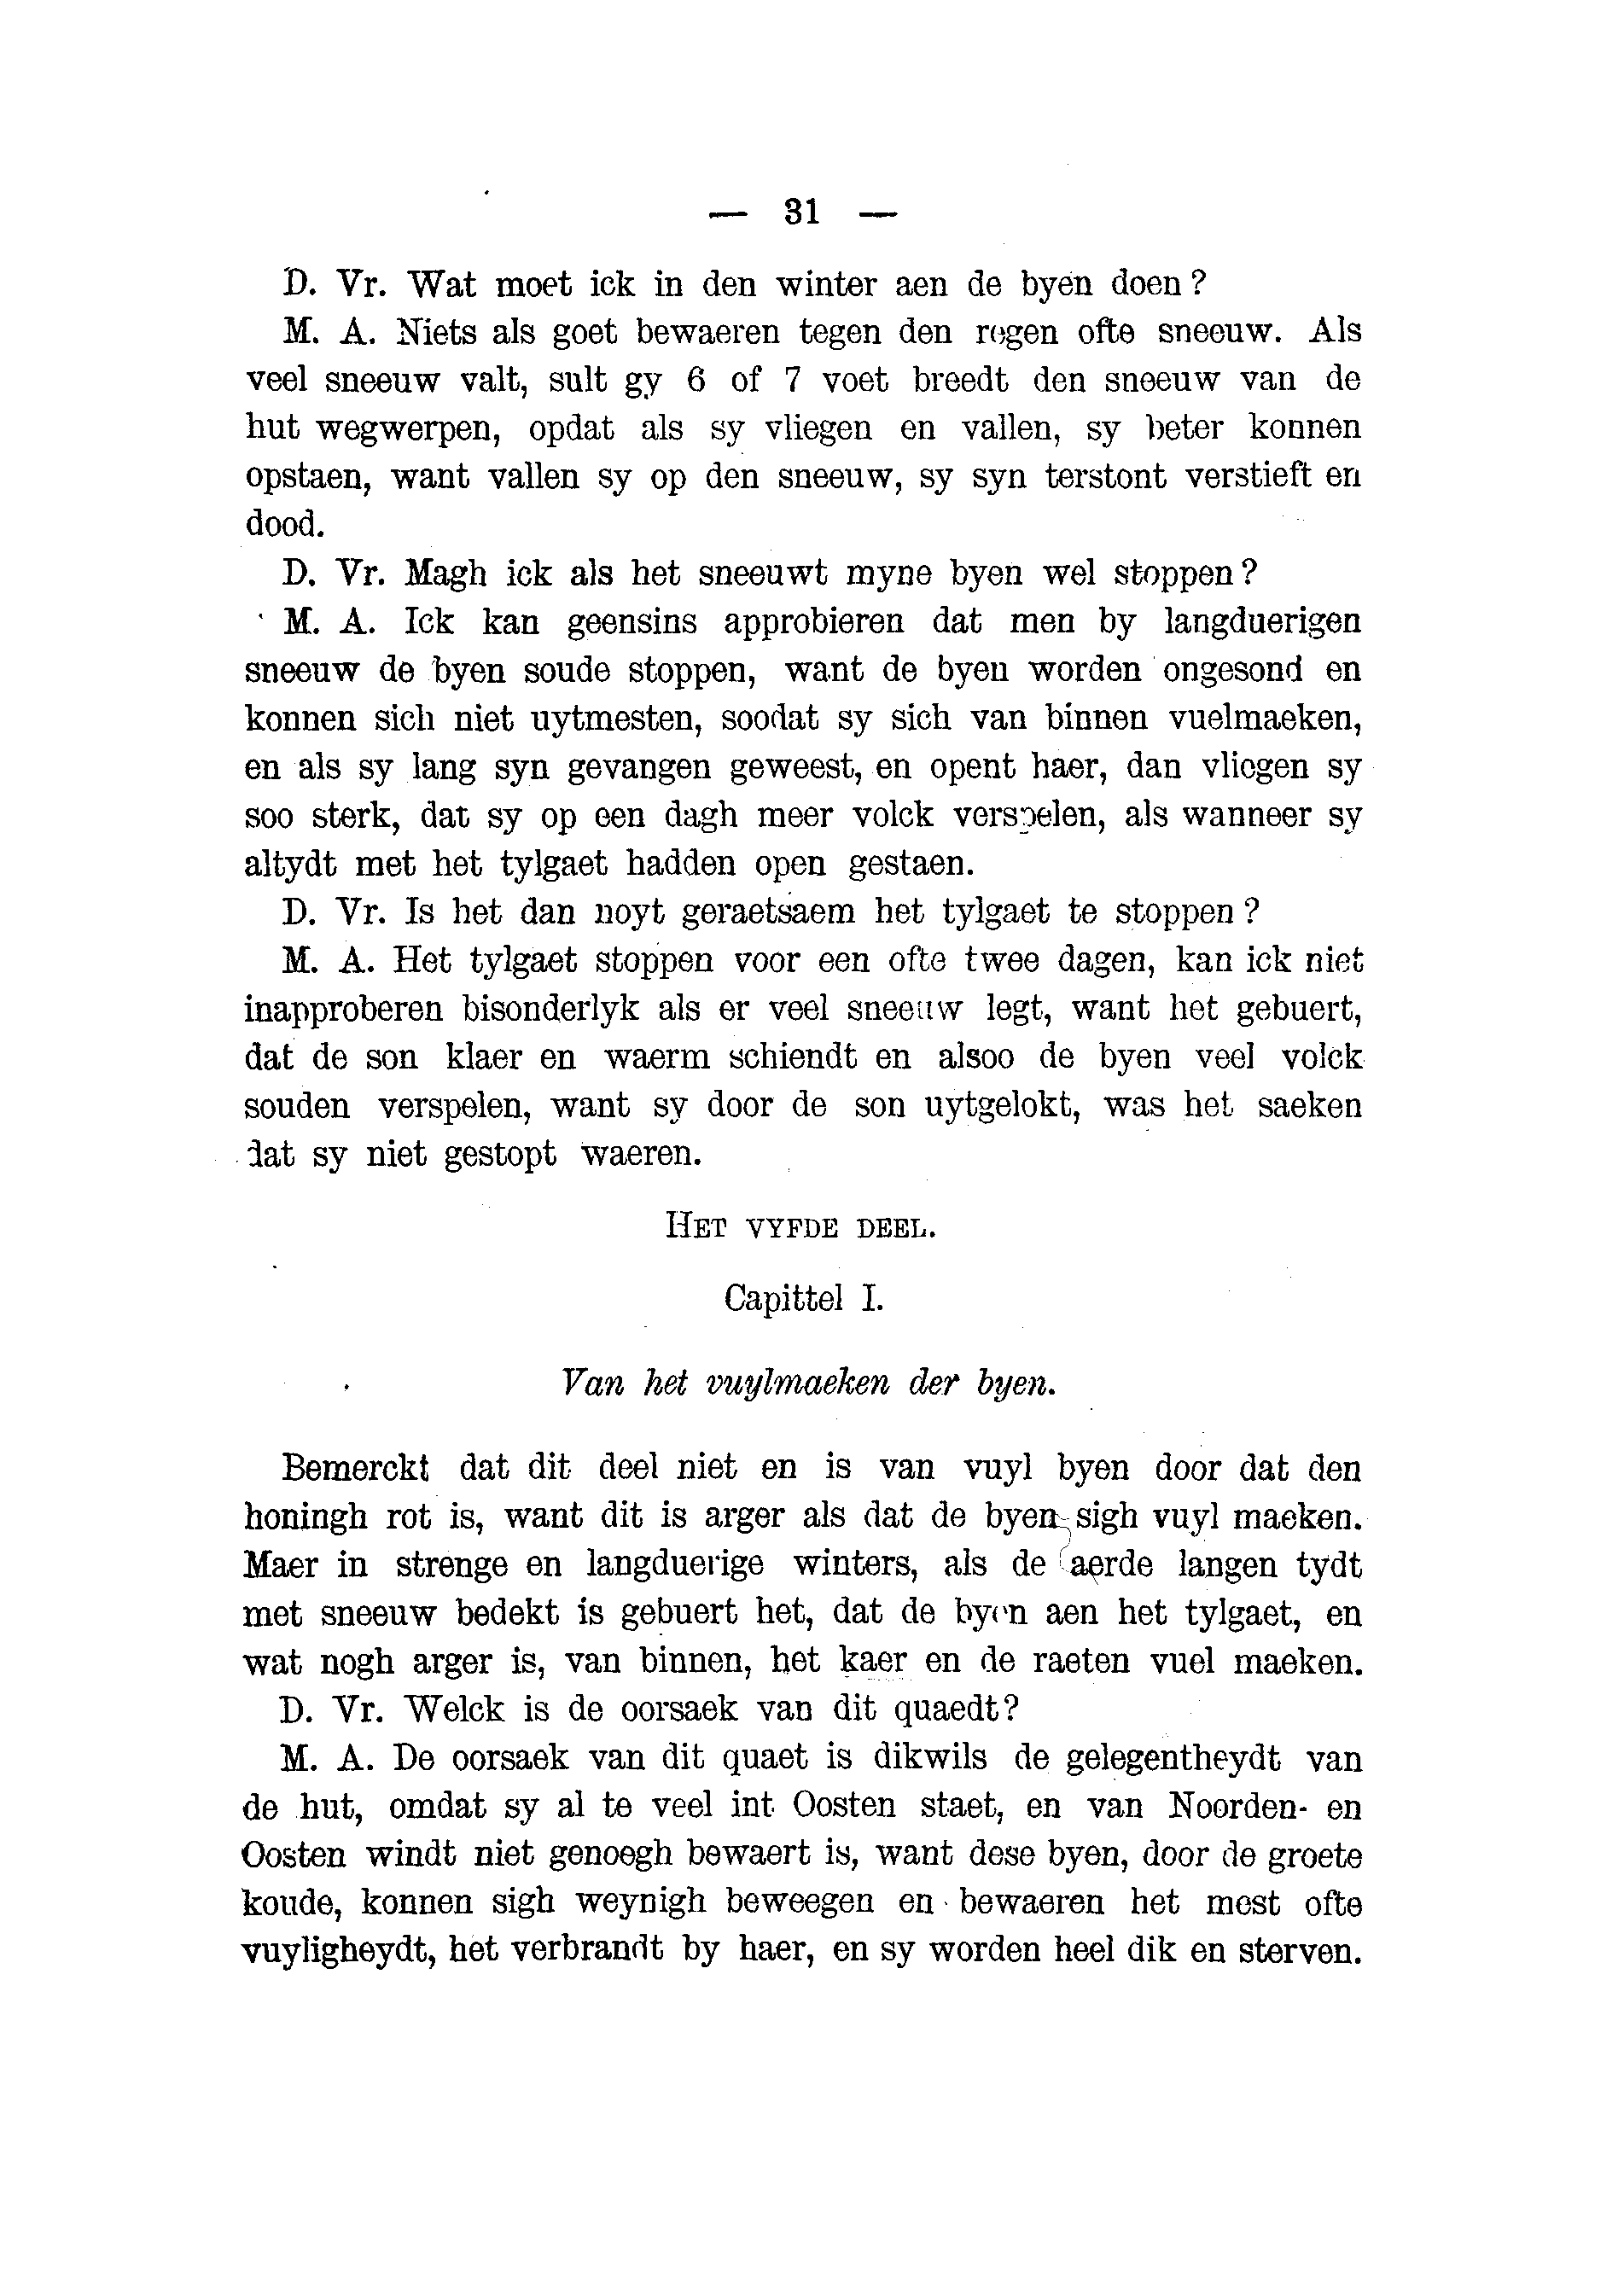 — 31 —
D. Vr. Wat moet ick in den winter aen de byen doen?
M. A. Niets als goet bewaeren tegen den regen ofte sneeuw. Als
veel sneeuw valt, sult gy 6 of 7 voet breedt den sneeuw van de
hut wegwerpen, opdat als sy vliegen en vallen, sy beter konnen
opstaen, want vallen sy op den sneeuw, sy syn terstont verstieft en
dood.
D. Vr. Magh ick als het sneeuwt myne byen wel stoppen?
M. A. Ick kan geensins approbieren dat men by langduerigen
sneeuw de byen soude stoppen, want de byen worden ongesond en
konnen sich niet uytmesten, soodat sy sich van binnen vuelmaeken,
en als sy lang syn gevangen geweest, en opent haer, dan vliegen sy
soo sterk, dat sy op een dagh meer volck verspelen, als wanneer sy
altydt met het tylgaet hadden open gestaen.
D. Vr. Is het dan noyt geraetsaem het tylgaet te stoppen?
M. A. Het tylgaet stoppen voor een ofte twee dagen, kan ick niet
inapproberen bisonderlyk als er veel sneeuw legt, want het gebuert,
dat de son klaer en waerm schiendt en alsoo de byen veel volck
souden verspelen, want sy door de son uytgelokt, was het saeken
dat sy niet gestopt waeren.
HET VYFDE DEEL.
Capittel I.
Van het vuylmaeken der byen.
Bemerckt dat dit deel niet en is van vuyl byen door dat den
honingh rot is, want dit is arger als dat de byen sigh vuyl maeken.
Maer in strenge en langduerige winters, als de aerde langen tydt
met sneeuw bedekt is gebuert het, dat de byen aen het tylgaet, en
wat nogh arger is, van binnen, het kaer en de raeten vuel maeken.
D. Vr. Welck is de oorsaek van dit quaedt?
M. A. De oorsaek van dit quaet is dikwils de gelegentheydt van
de hut, omdat sy al te veel int Oosten staet, en van Noorden- en
Oosten windt niet genoegh bewaert is, want dese byen, door de groete
koude, konnen sigh weynigh beweegen en bewaeren het mest ofte
vuyligheydt, het verbrandt by haer, en sy worden heel dik en sterven.